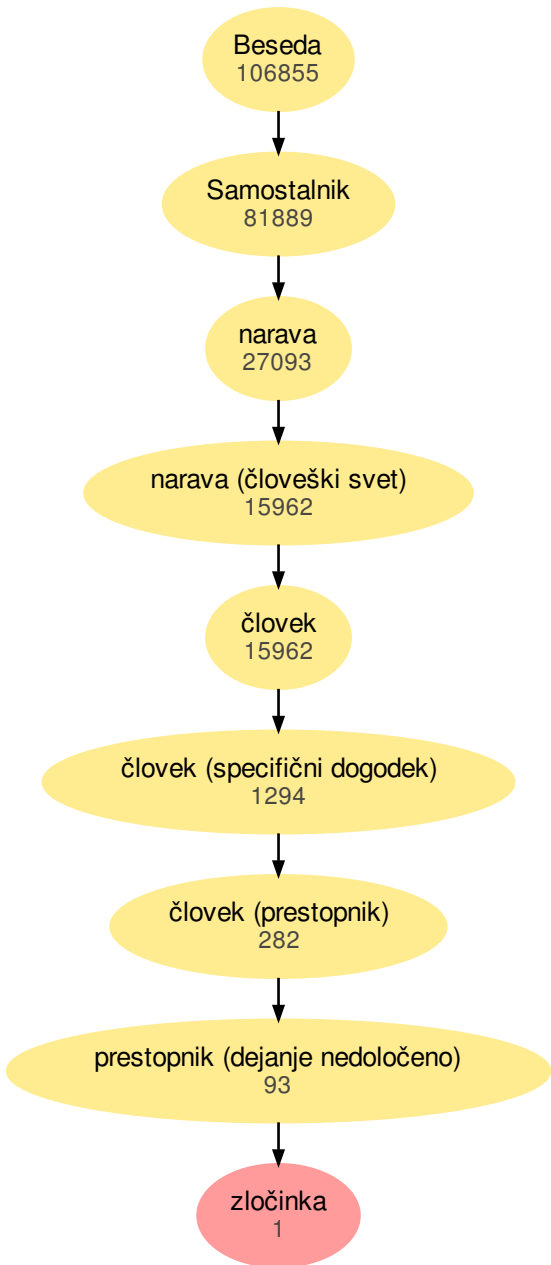 Beseda
106855
Samostalnik
81889
narava
27093
narava (človeški svet)
15962
človek
15962
človek (specifični dogodek)
1294
človek (prestopnik)
282
prestopnik (dejanje nedoločeno)
93
zločinka
1